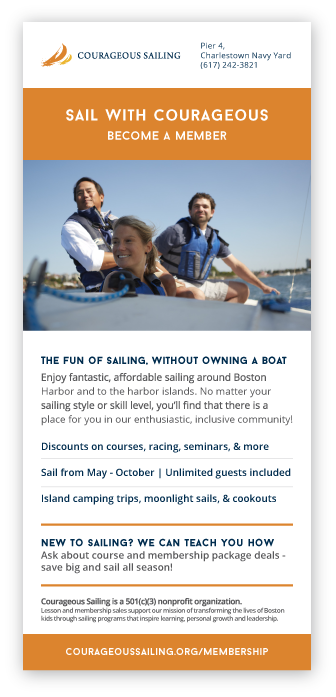 COURAGEOUS SAILING
Pier 4,
Charlestown Navy Yard
(617) 242-3821
SAIL WITH COURAGEOUS
BECOME A MEMBER
THE FUN OF SAILING, WITHOUT OWNING A BOAT
Enjoy fantastic, affordable sailing around Boston
Harbor and to the harbor islands. No matter your
sailing style or skill level, you'll find that there is a
place for you in our enthusiastic, inclusive community!
Discounts on courses, racing, seminars, & more
Sail from May - October | Unlimited guests included
Island camping trips, moonlight sails, & cookouts
NEW TO SAILING? WE CAN TEACH YOU HOW
Ask about course and membership package deals -
save big and sail all season!
Courageous Sailing is a 501(c)(3) nonprofit organization.
Lesson and membership sales support our mission of transforming the lives of Boston
kids through sailing programs that inspire learning, personal growth and leadership.
COURAGEOUSSAILING.ORG/MEMBERSHIP